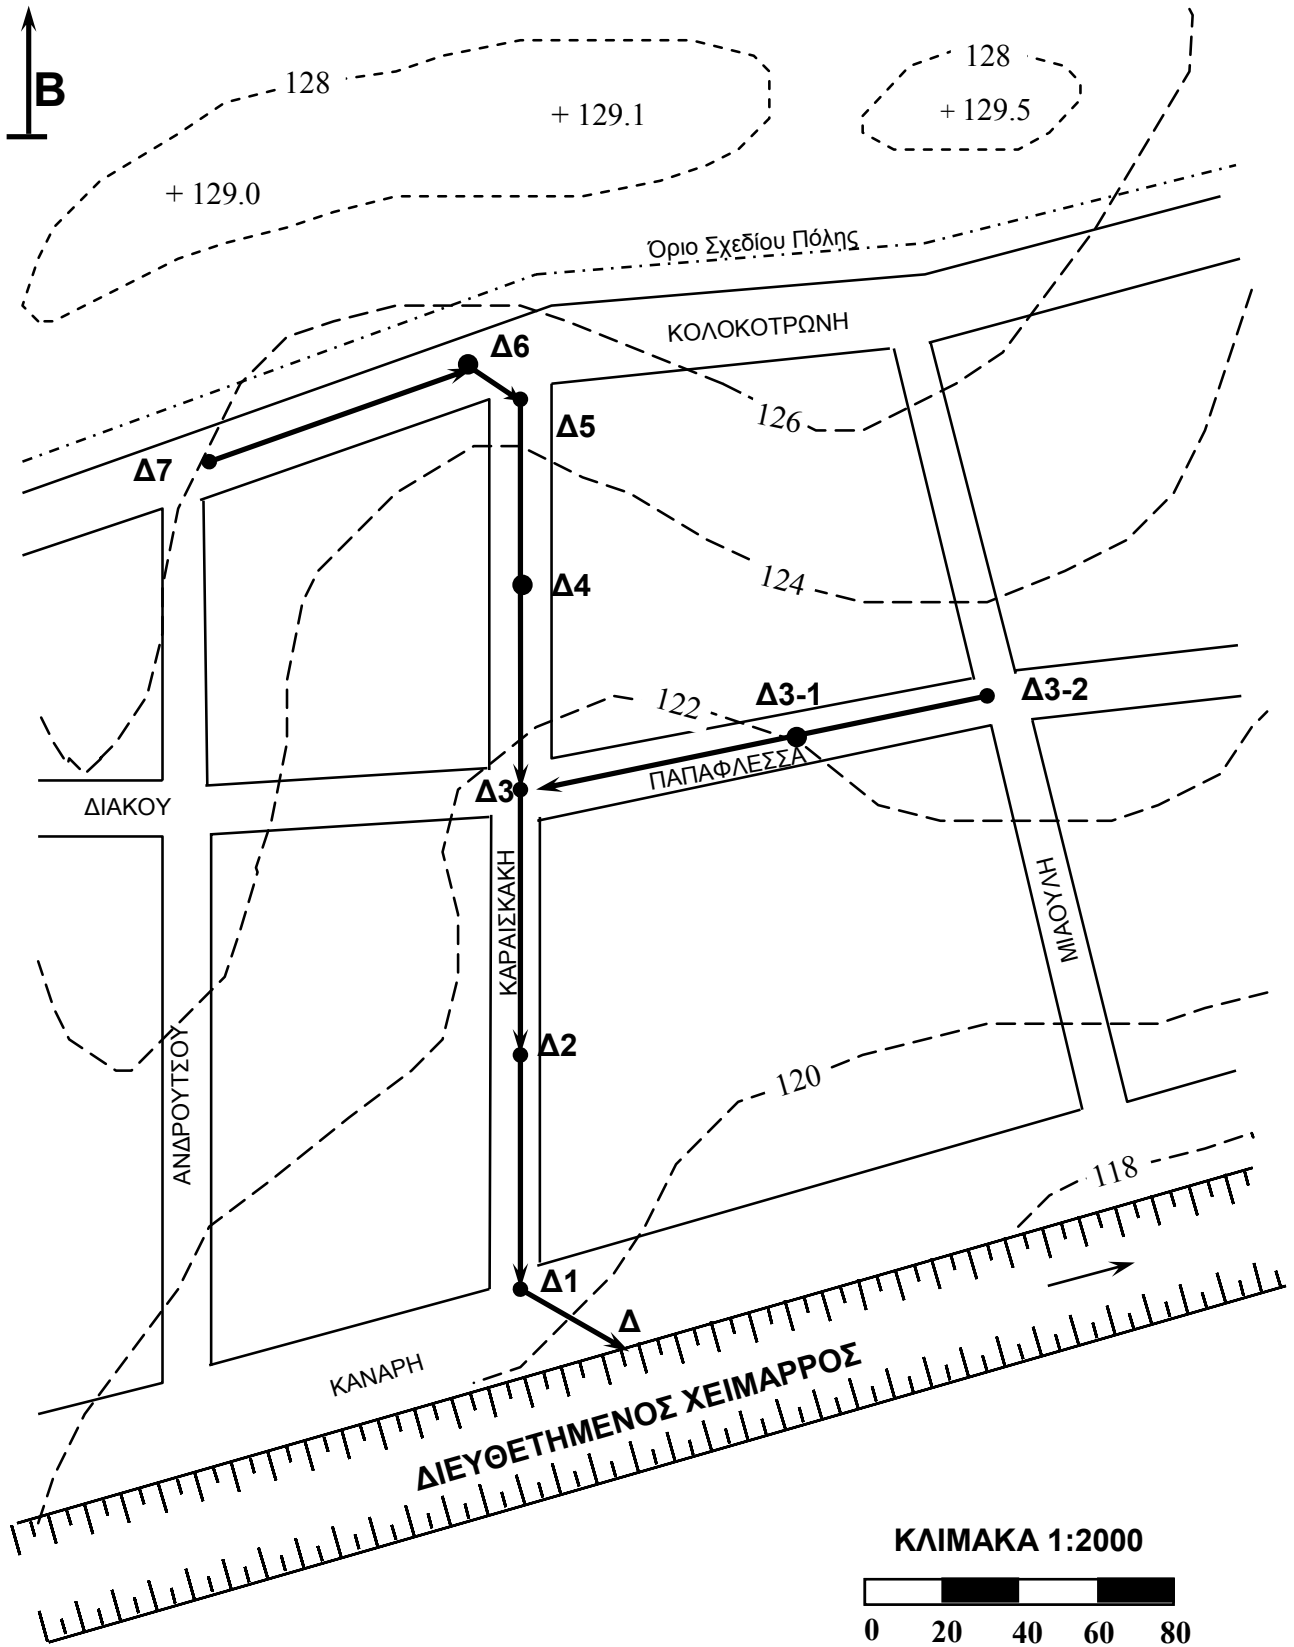 Β
128
128
+ 129.1
+ 129.5
+ 129.0
Όριο Σχεδίου Πόλης
ΚΟΛΟΚΟΤΡΩΝΗ
Δ6
126
Δ5
Δ7
124
Δ4
122
Δ3-1
Δ3-2
ΠΑΠΑΦΛΕΣΣΑ
Δ3
ΔΙΑΚΟΥ
ΚΑΡΑΙΣΚΑΚΗ
ΜΙΑΟΥΛΗ
Δ2
ΑΝΔΡΟΥΤΣΟΥ
120
118
Δ1
Δ
ΚΑΝΑΡΗ
ΔΙΕΥΘΕΤΗΜΕΝΟΣ ΧΕΙΜΑΡΡΟΣ
ΚΛΙΜΑΚΑ 1:2000
0 20 40 60 80